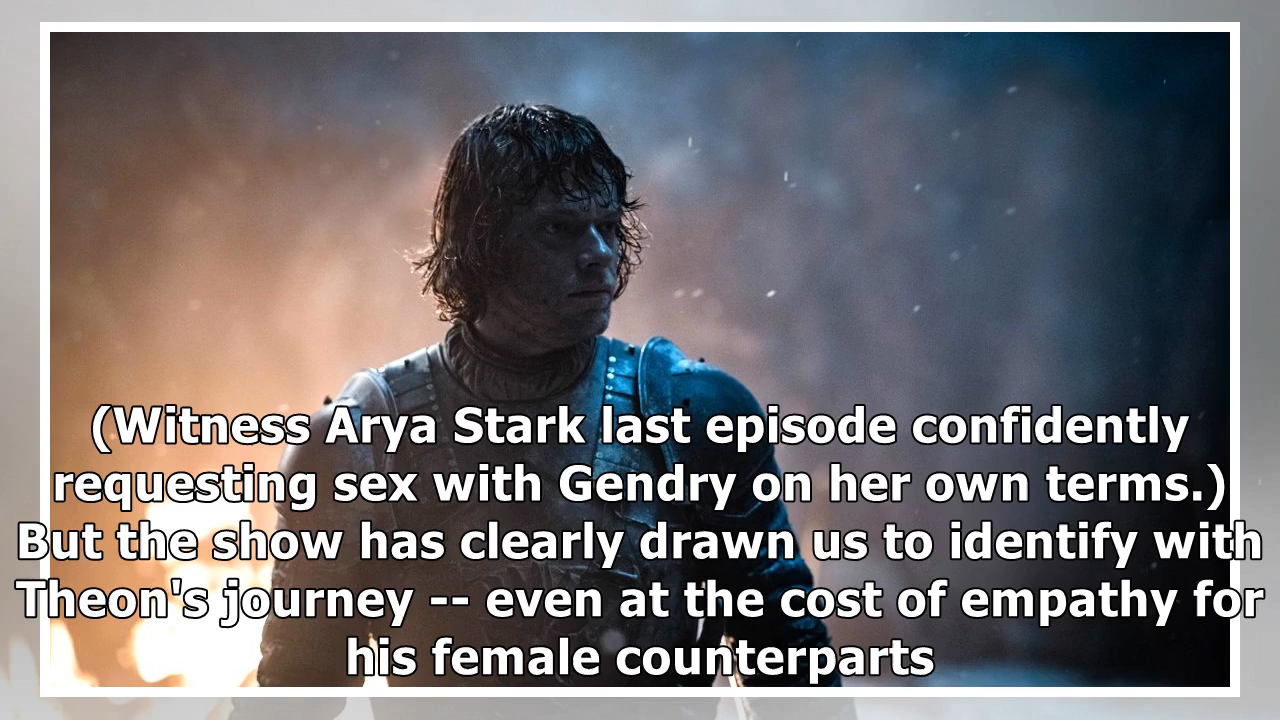 (Witness Arya Stark last episode confidently
requesting sex with Gendry on her own terms.)
But the show has clearly drawn us to identify with
Theon's journey -- even at the cost of empathy for
his female counterparts